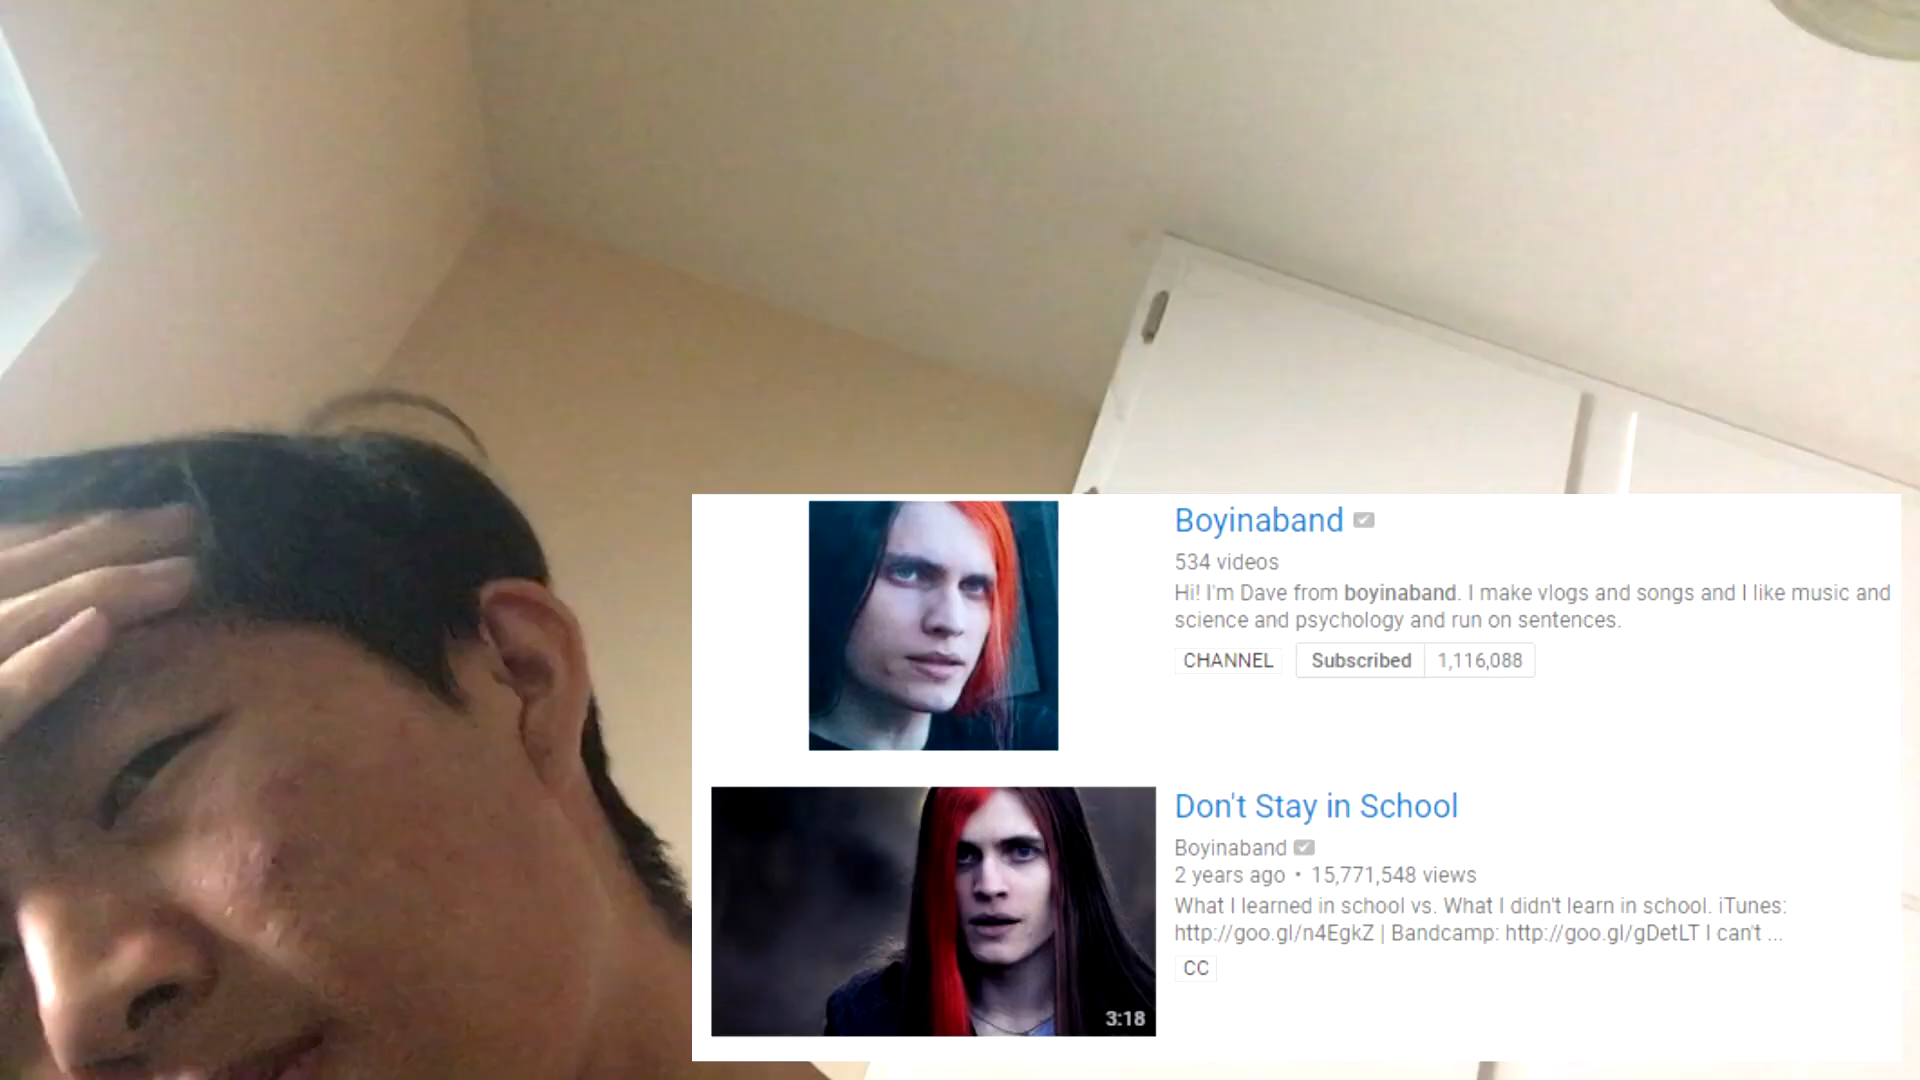 Boyinaband
534 videos
Hi! I'm Dave from boyinaband. I make vlogs and songs and I like music and
science and psychology and run on sentences.
CHANNEL Subscribed 1,116,088
Don't Stay in School
Boyinaband
2 years ago • 15,771,548 views
What I learned in school vs. What I didn't learn in school. iTunes:
http://goo.gl/n4EgkZ | Bandcamp: http://goo.gl/gDetLT I can't ...
CC
3:18